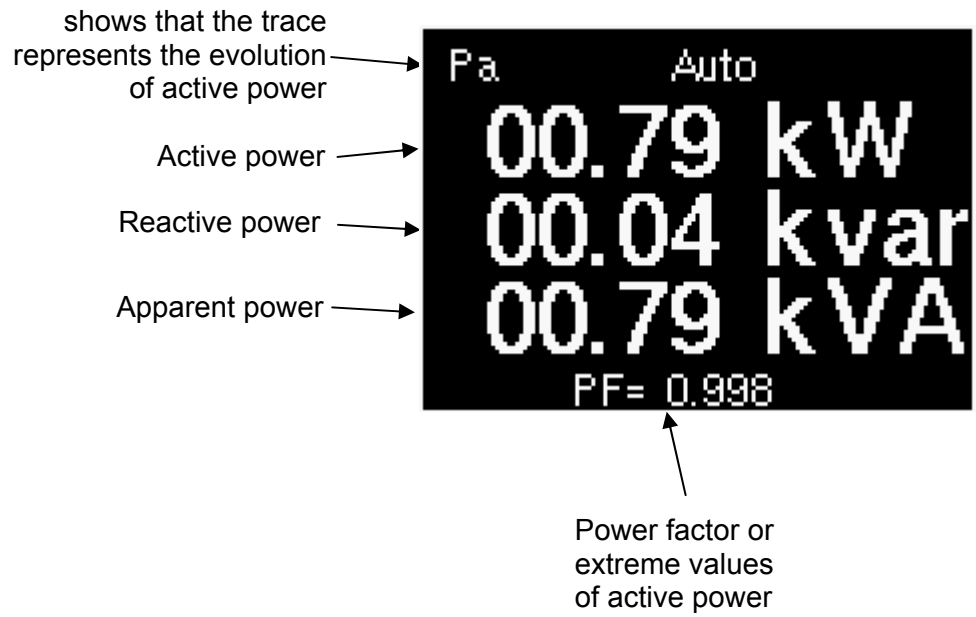 shows that the trace
represents the evolution
of active power
Pa Auto
Active power
00.79 kW
Reactive power
00.04 kvar
Apparent power
00.79 kVA
PF= 0.998
Power factor or
extreme values
of active power